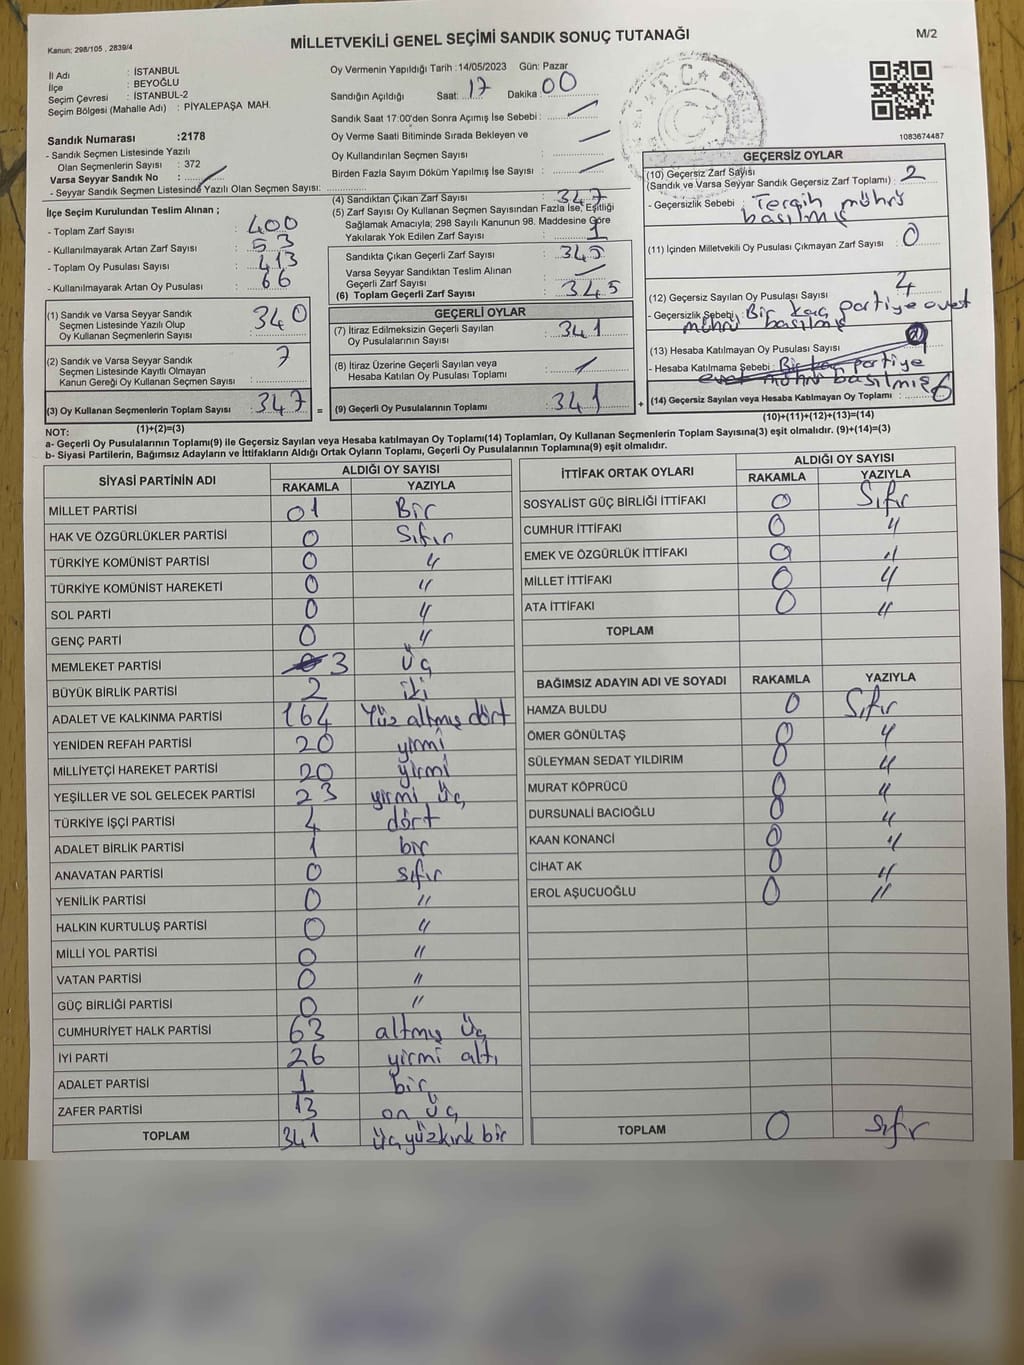 Kanun; 298/105 , 2839/4
MİLLETVEKİLİ GENEL SEÇİMİ SANDIK SONUÇ TUTANAĞI
M/2
İl Adı : İSTANBUL
İlçe : BEYOĞLU
Seçim Çevresi : İSTANBUL-2
Seçim Bölgesi (Mahalle Adı) : PİYALEPAŞA MAH.
Sandık Numarası :2178
- Sandık Seçmen Listesinde Yazılı
Olan Seçmenlerin Sayısı : 372
Varsa Seyyar Sandık No :
- Seyyar Sandık Seçmen Listesinde Yazılı Olan Seçmen Sayısı:
Oy Vermenin Yapıldığı Tarih :14/05/2023 Gün: Pazar
Sandığın Açıldığı Saat: 17 Dakika 00
Sandık Saat 17:00'den Sonra Açımış İse Sebebi :
Oy Verme Saati Bitiminde Sırada Bekleyen ve
Oy Kullandırılan Seçmen Sayısı :
Birden Fazla Sayım Döküm Yapılmış İse Sayısı :
1083674487
İlçe Seçim Kurulundan Teslim Alınan ;
- Toplam Zarf Sayısı : 400
- Kullanılmayarak Artan Zarf Sayısı : 53
- Toplam Oy Pusulası Sayısı : 413
- Kullanılmayarak Artan Oy Pusulası : 66
(1) Sandık ve Varsa Seyyar Sandık
Seçmen Listesinde Yazılı Olup
Oy Kullanan Seçmenlerin Sayısı : 340
(2) Sandık ve Varsa Seyyar Sandık
Seçmen Listesinde Kayıtlı Olmayan
Kanun Gereği Oy Kullanan Seçmen Sayısı : 7
(3) Oy Kullanan Seçmenlerin Toplam Sayısı : 347
(1)+(2)=(3)
(4) Sandıktan Çıkan Zarf Sayısı : 347
(5) Zarf Sayısı Oy Kullanan Seçmen Sayısından Fazla İse, Eşitliği
Sağlamak Amacıyla; 298 Sayılı Kanunun 98. Maddesine Göre
Yakılarak Yok Edilen Zarf Sayısı :
Sandıkta Çıkan Geçerli Zarf Sayısı : 345
Varsa Seyyar Sandıktan Teslim Alınan
Geçerli Zarf Sayısı :
(6) Toplam Geçerli Zarf Sayısı : 345
GEÇERLİ OYLAR
(7) İtiraz Edilmeksizin Geçerli Sayılan
Oy Pusulalarının Sayısı : 341
(8) İtiraz Üzerine Geçerli Sayılan veya
Hesaba Katılan Oy Pusulası Toplamı :
= (9) Geçerli Oy Pusulalarının Toplamı : 341 +
GEÇERSİZ OYLAR
(10) Geçersiz Zarf Sayısı
(Sandık ve Varsa Seyyar Sandık Geçersiz Zarf Toplamı) : 2
- Geçersizlik Sebebi : Tercih mührü
basılmış
(11) İçinden Milletvekili Oy Pusulası Çıkmayan Zarf Sayısı : 0
(12) Geçersiz Sayılan Oy Pusulası Sayısı : 4
- Geçersizlik Sebebi : Bir kaç partiye evet
mührü basılmış
(13) Hesaba Katılmayan Oy Pusulası Sayısı :
- Hesaba Katılmama Sebebi : Bir kaç partiye
evet mührü basılmış
(14) Geçersiz Sayılan veya Hesaba Katılmayan Oy Toplamı : 6
(10)+(11)+(12)+(13)=(14)
NOT:
a- Geçerli Oy Pusulalarının Toplamı(9) ile Geçersiz Sayılan veya Hesaba katılmayan Oy Toplamı(14) Toplamları, Oy Kullanan Seçmenlerin Toplam Sayısına(3) eşit olmalıdır. (9)+(14)=(3)
b- Siyasi Partilerin, Bağımsız Adayların ve İttifakların Aldığı Ortak Oyların Toplamı, Geçerli Oy Pusulalarının Toplamına(9) eşit olmalıdır.
SİYASİ PARTİNİN ADI ALDIĞI OY SAYISI
RAKAMLA YAZIYLA
MİLLET PARTİSİ 01 Bir
HAK VE ÖZGÜRLÜKLER PARTİSİ 0 Sıfır
TÜRKİYE KOMÜNİST PARTİSİ 0 "
TÜRKİYE KOMÜNİST HAREKETİ 0 "
SOL PARTİ 0 "
GENÇ PARTİ 0 "
MEMLEKET PARTİSİ 3 Üç
BÜYÜK BİRLİK PARTİSİ 2 iki
ADALET VE KALKINMA PARTİSİ 164 Yüz altmış dört
YENİDEN REFAH PARTİSİ 20 yirmi
MİLLİYETÇİ HAREKET PARTİSİ 20 yirmi
YEŞİLLER VE SOL GELECEK PARTİSİ 23 yirmi üç
TÜRKİYE İŞÇİ PARTİSİ 4 dört
ADALET BİRLİK PARTİSİ 1 bir
ANAVATAN PARTİSİ 0 sıfır
YENİLİK PARTİSİ 0 "
HALKIN KURTULUŞ PARTİSİ 0 "
MİLLİ YOL PARTİSİ 0 "
VATAN PARTİSİ 0 "
GÜÇ BİRLİĞİ PARTİSİ 0 "
CUMHURİYET HALK PARTİSİ 63 altmış üç
İYİ PARTİ 26 yirmi altı
ADALET PARTİSİ 1 bir
ZAFER PARTİSİ 13 on üç
TOPLAM 341 üçyüzkırk bir
İTTİFAK ORTAK OYLARI ALDIĞI OY SAYISI
RAKAMLA YAZIYLA
SOSYALİST GÜÇ BİRLİĞİ İTTİFAKI 0 Sıfır
CUMHUR İTTİFAKI 0 "
EMEK VE ÖZGÜRLÜK İTTİFAKI 0 "
MİLLET İTTİFAKI 0 "
ATA İTTİFAKI 0 "
TOPLAM
BAĞIMSIZ ADAYIN ADI VE SOYADI RAKAMLA YAZIYLA
HAMZA BULDU 0 Sıfır
ÖMER GÖNÜLTAŞ 0 "
SÜLEYMAN SEDAT YILDIRIM 0 "
MURAT KÖPRÜCÜ 0 "
DURSUNALİ BACIOĞLU 0 "
KAAN KONANCİ 0 "
CİHAT AK 0 "
EROL AŞUCUOĞLU 0 "
TOPLAM 0 sıfır